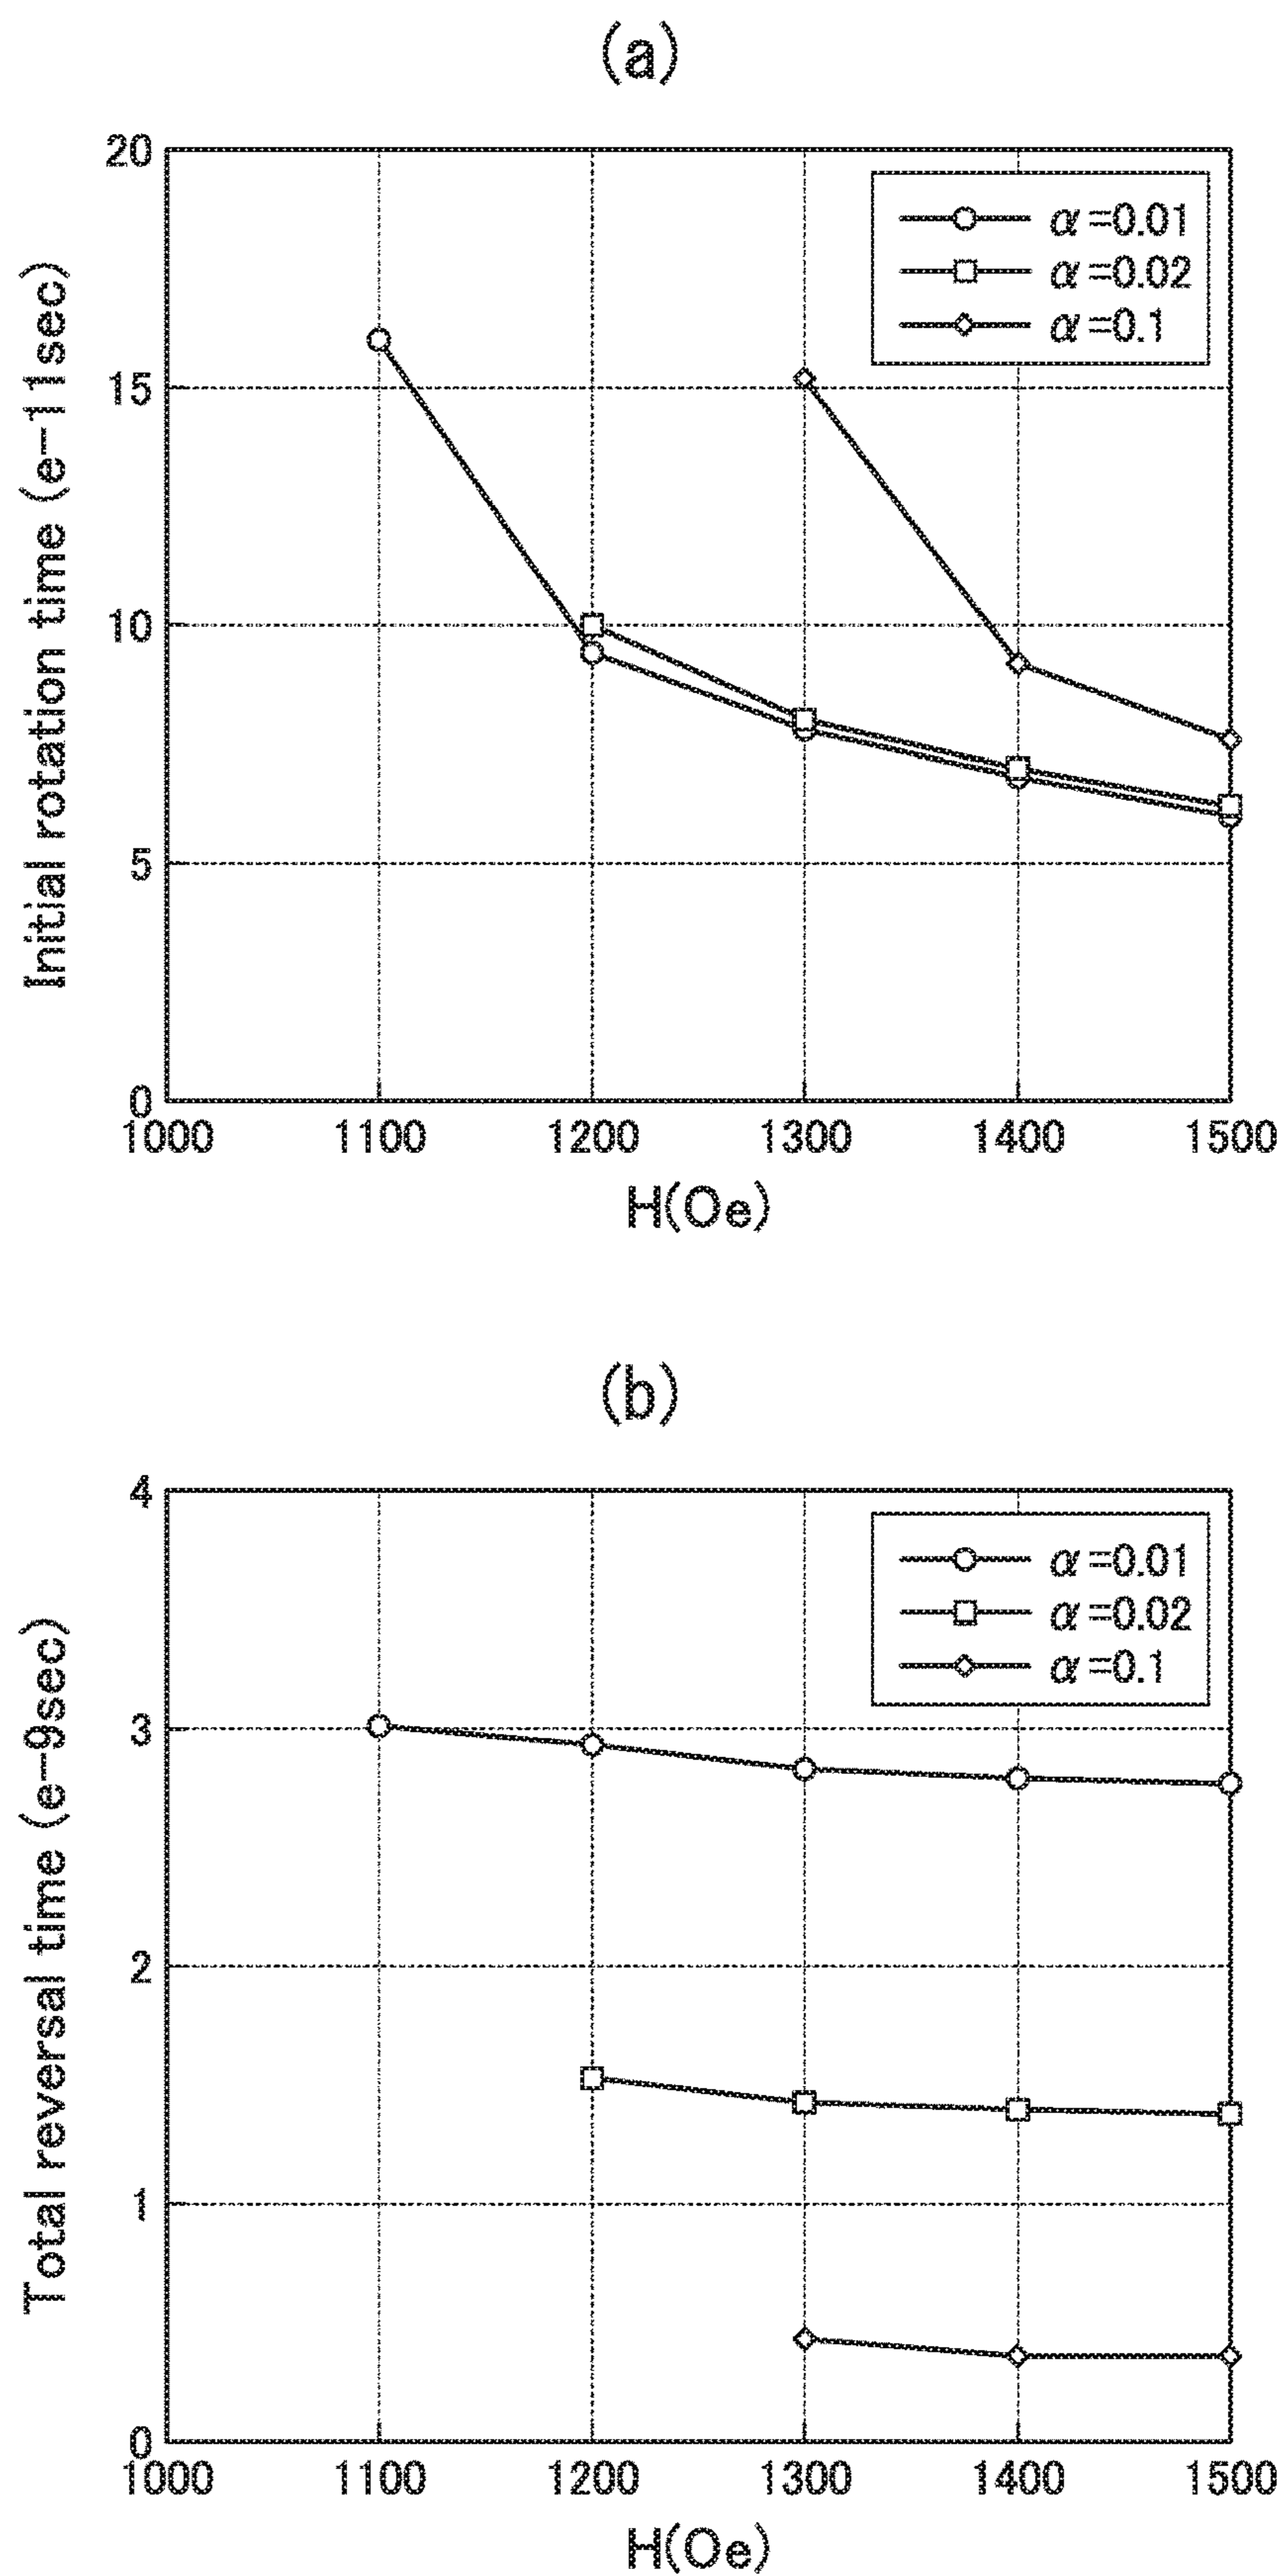 (a)
Initial rotation time (e-11sec)
20
15
10
5
0
α=0.01
α=0.02
α=0.1
1000 1100 1200 1300 1400 1500
H(Oe)
(b)
Total reversal time (e-9sec)
4
3
2
1
0
α=0.01
α=0.02
α=0.1
1000 1100 1200 1300 1400 1500
H(Oe)